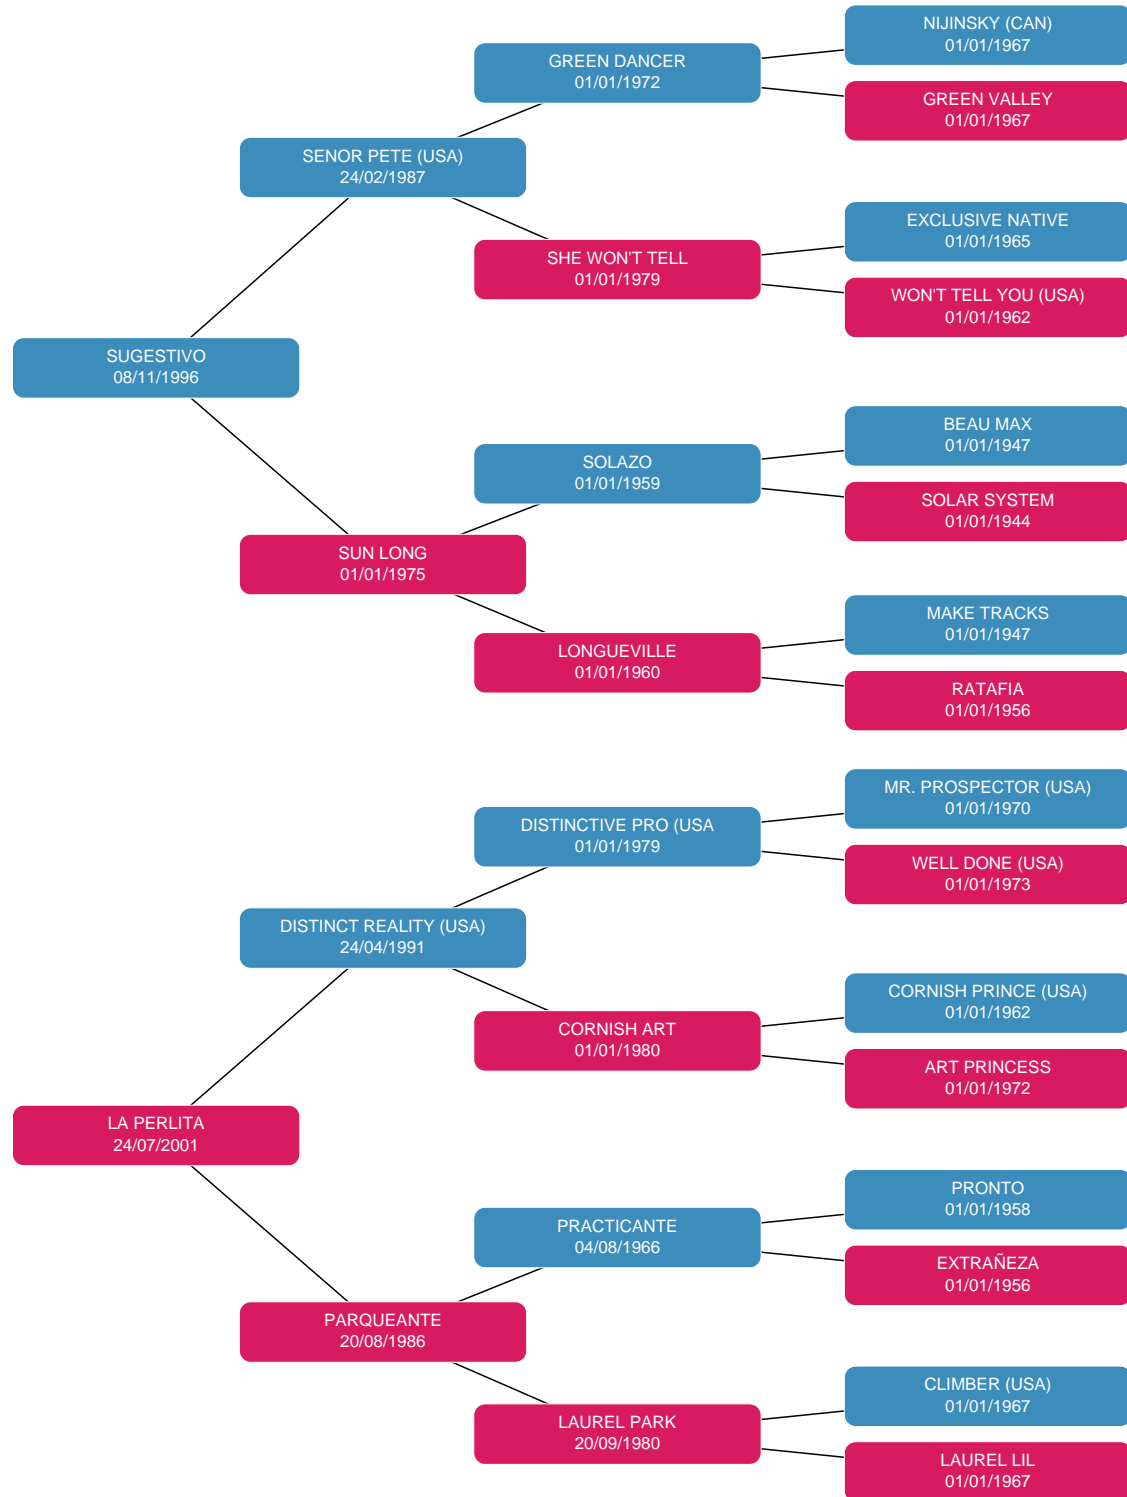 NIJINSKY (CAN)
01/01/1967
GREEN DANCER
01/01/1972
GREEN VALLEY
01/01/1967
SENOR PETE (USA)
24/02/1987
EXCLUSIVE NATIVE
01/01/1965
SHE WON'T TELL
01/01/1979
WON'T TELL YOU (USA)
01/01/1962
SUGESTIVO
08/11/1996
BEAU MAX
01/01/1947
SOLAZO
01/01/1959
SOLAR SYSTEM
01/01/1944
SUN LONG
01/01/1975
MAKE TRACKS
01/01/1947
LONGUEVILLE
01/01/1960
RATAFIA
01/01/1956
MR. PROSPECTOR (USA)
01/01/1970
DISTINCTIVE PRO (USA
01/01/1979
WELL DONE (USA)
01/01/1973
DISTINCT REALITY (USA)
24/04/1991
CORNISH PRINCE (USA)
01/01/1962
CORNISH ART
01/01/1980
ART PRINCESS
01/01/1972
LA PERLITA
24/07/2001
PRONTO
01/01/1958
PRACTICANTE
04/08/1966
EXTRAÑEZA
01/01/1956
PARQUEANTE
20/08/1986
CLIMBER (USA)
01/01/1967
LAUREL PARK
20/09/1980
LAUREL LIL
01/01/1967